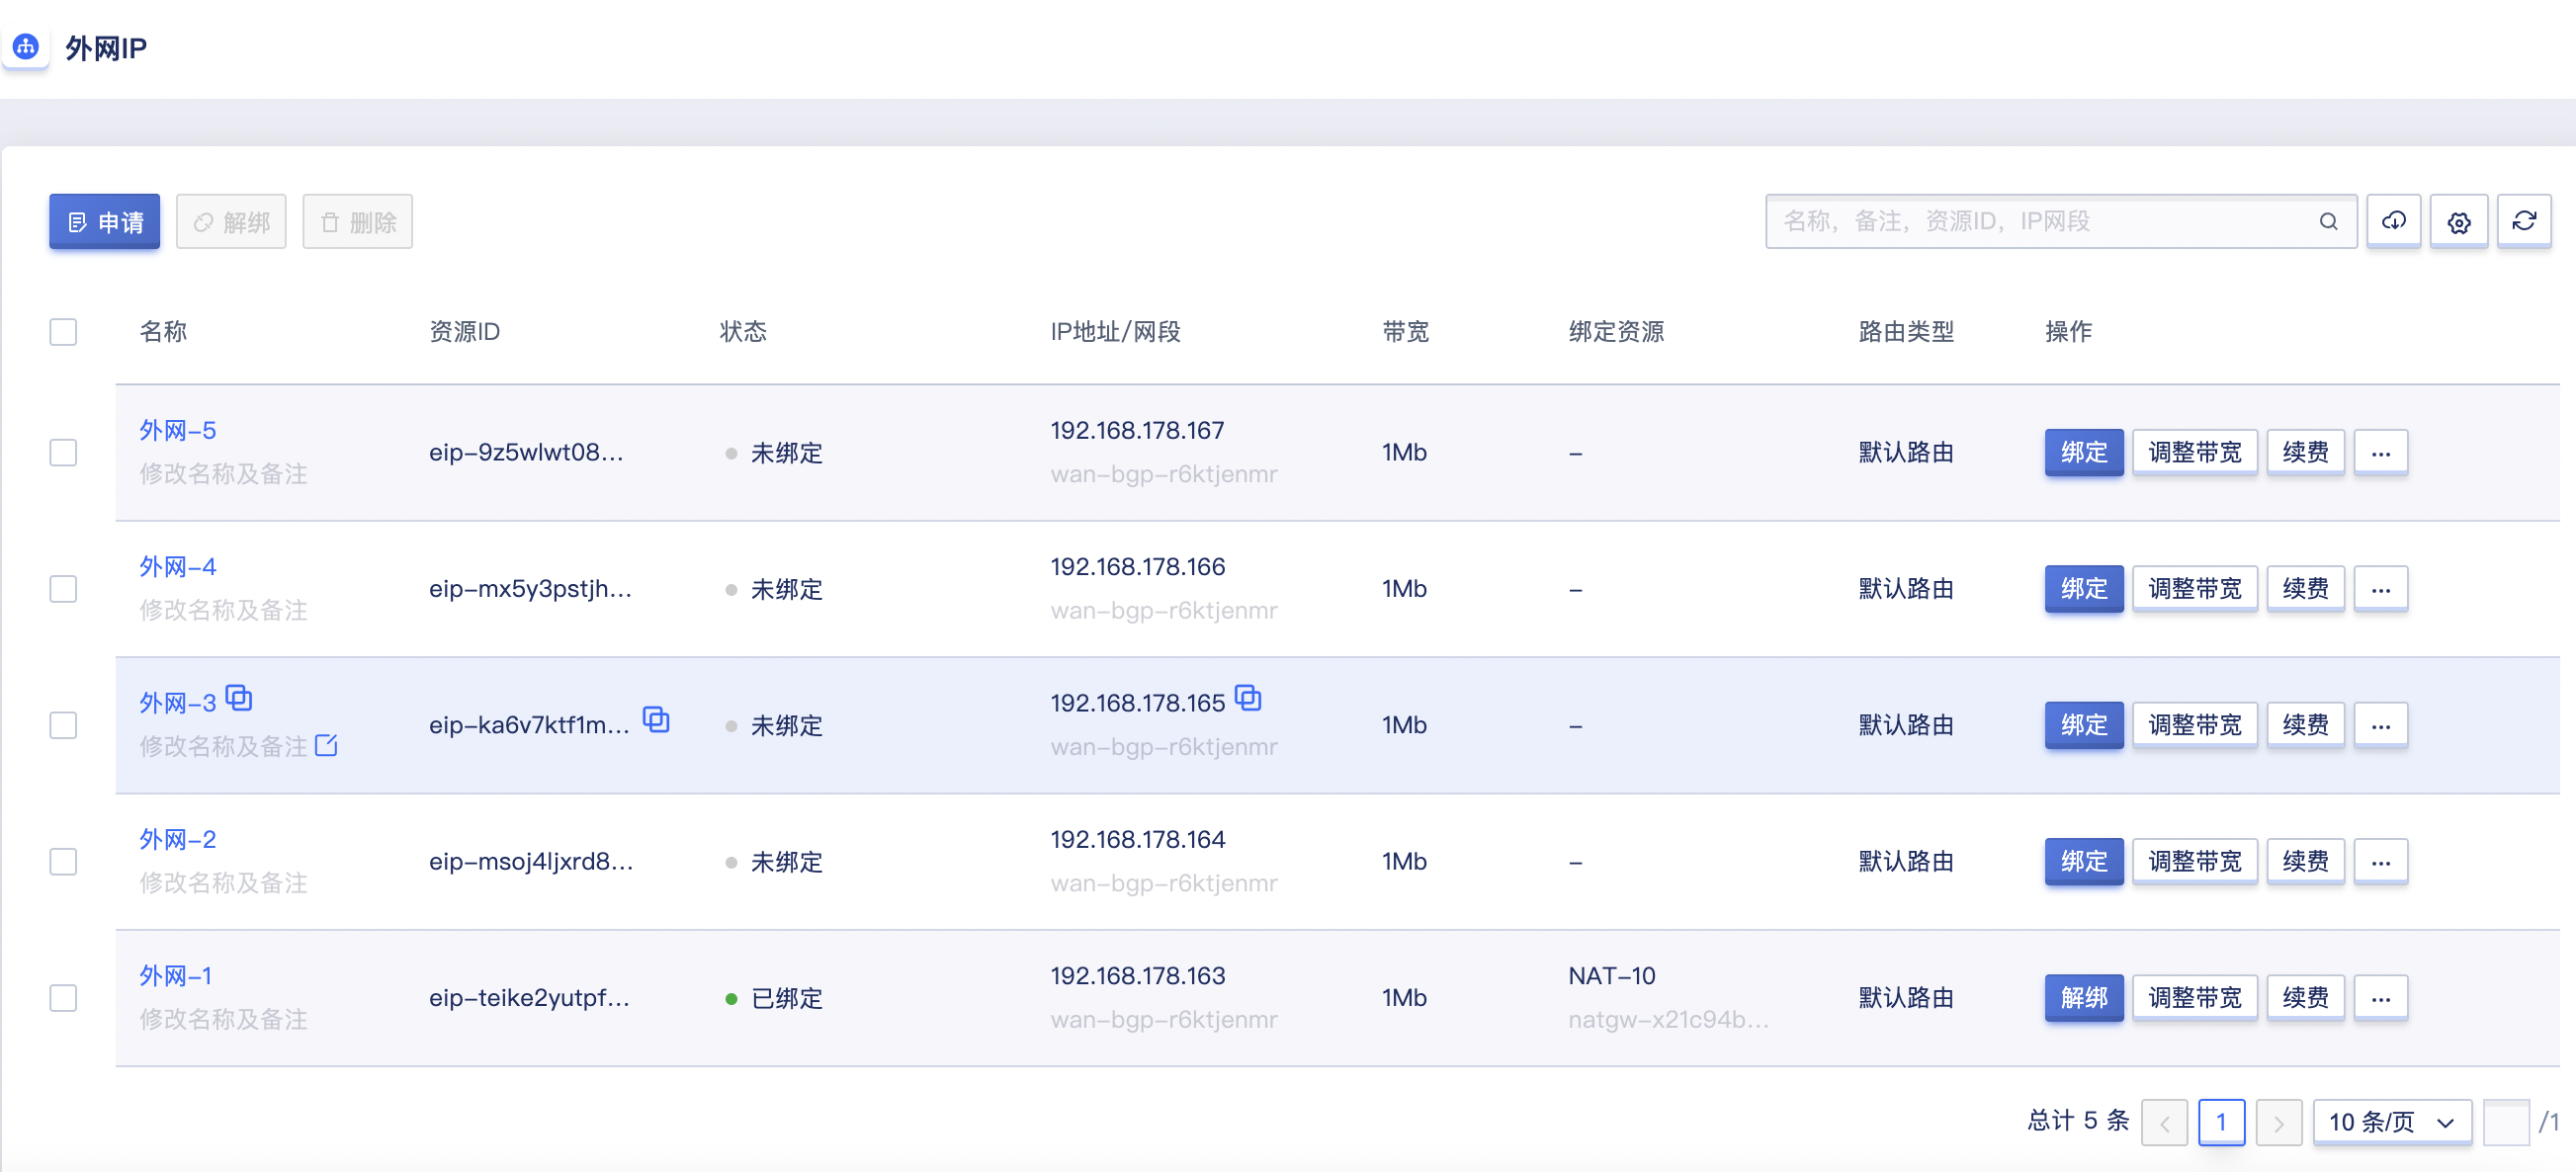 外网IP
申请 解绑 删除 名称，备注，资源ID，IP网段
名称 资源ID 状态 IP地址/网段 带宽 绑定资源 路由类型 操作
外网-5 192.168.178.167
eip-9z5wlwt08... 未绑定 1Mb - 默认路由 绑定 调整带宽 续费 ...
修改名称及备注 wan-bgp-r6ktjenmr
外网-4 192.168.178.166
eip-mx5y3pstjh... 未绑定 1Mb - 默认路由 绑定 调整带宽 续费 ...
修改名称及备注 wan-bgp-r6ktjenmr
外网-3 192.168.178.165
eip-ka6v7ktf1m... 未绑定 1Mb - 默认路由 绑定 调整带宽 续费 ...
修改名称及备注 wan-bgp-r6ktjenmr
外网-2 192.168.178.164
eip-msoj4ljxrd8... 未绑定 1Mb - 默认路由 绑定 调整带宽 续费 ...
修改名称及备注 wan-bgp-r6ktjenmr
外网-1 192.168.178.163 NAT-10
eip-teike2yutpf... 已绑定 1Mb 默认路由 解绑 调整带宽 续费 ...
修改名称及备注 wan-bgp-r6ktjenmr natgw-x21c94b...
总计 5 条 < 1 > 10 条/页 /1